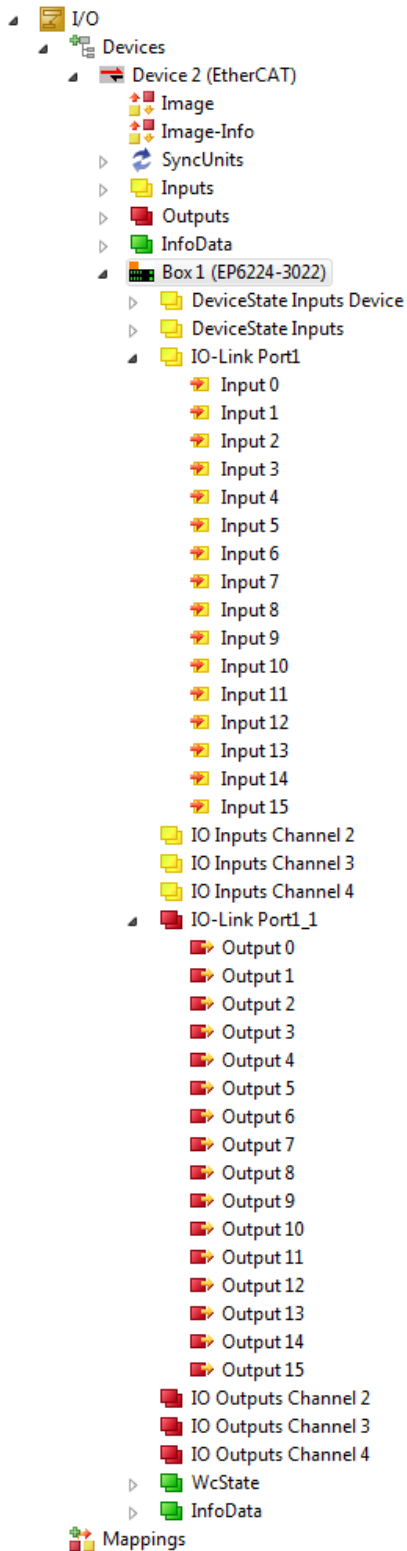 I/O
Devices
Device 2 (EtherCAT)
Image
Image-Info
SyncUnits
Inputs
Outputs
InfoData
Box 1 (EP6224-3022)
DeviceState Inputs Device
DeviceState Inputs
IO-Link Port1
Input 0
Input 1
Input 2
Input 3
Input 4
Input 5
Input 6
Input 7
Input 8
Input 9
Input 10
Input 11
Input 12
Input 13
Input 14
Input 15
IO Inputs Channel 2
IO Inputs Channel 3
IO Inputs Channel 4
IO-Link Port1_1
Output 0
Output 1
Output 2
Output 3
Output 4
Output 5
Output 6
Output 7
Output 8
Output 9
Output 10
Output 11
Output 12
Output 13
Output 14
Output 15
IO Outputs Channel 2
IO Outputs Channel 3
IO Outputs Channel 4
WcState
InfoData
Mappings